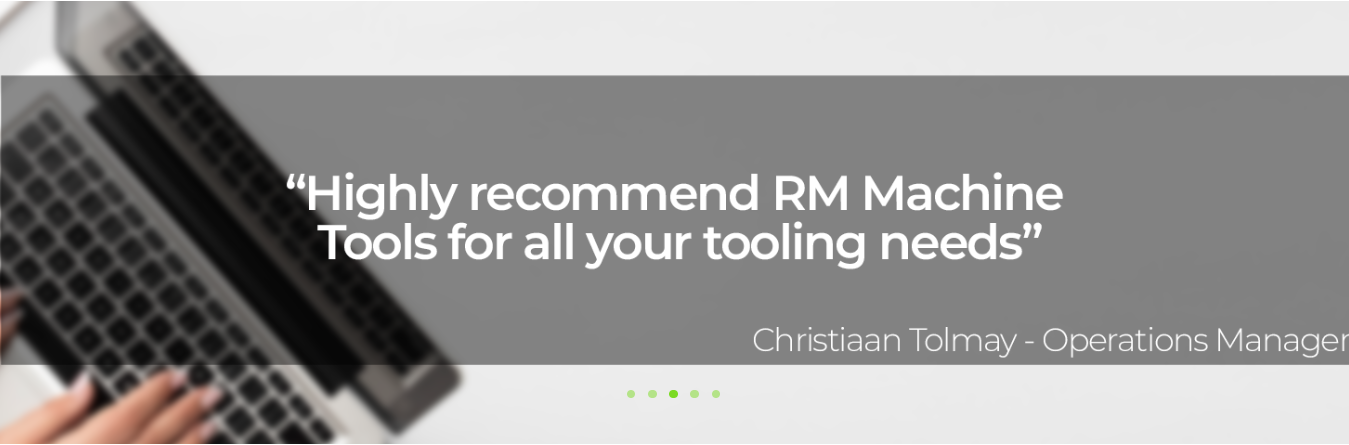 “Highly recommend RM Machine
Tools for all your tooling needs”
Christiaan Tolmay - Operations Manager